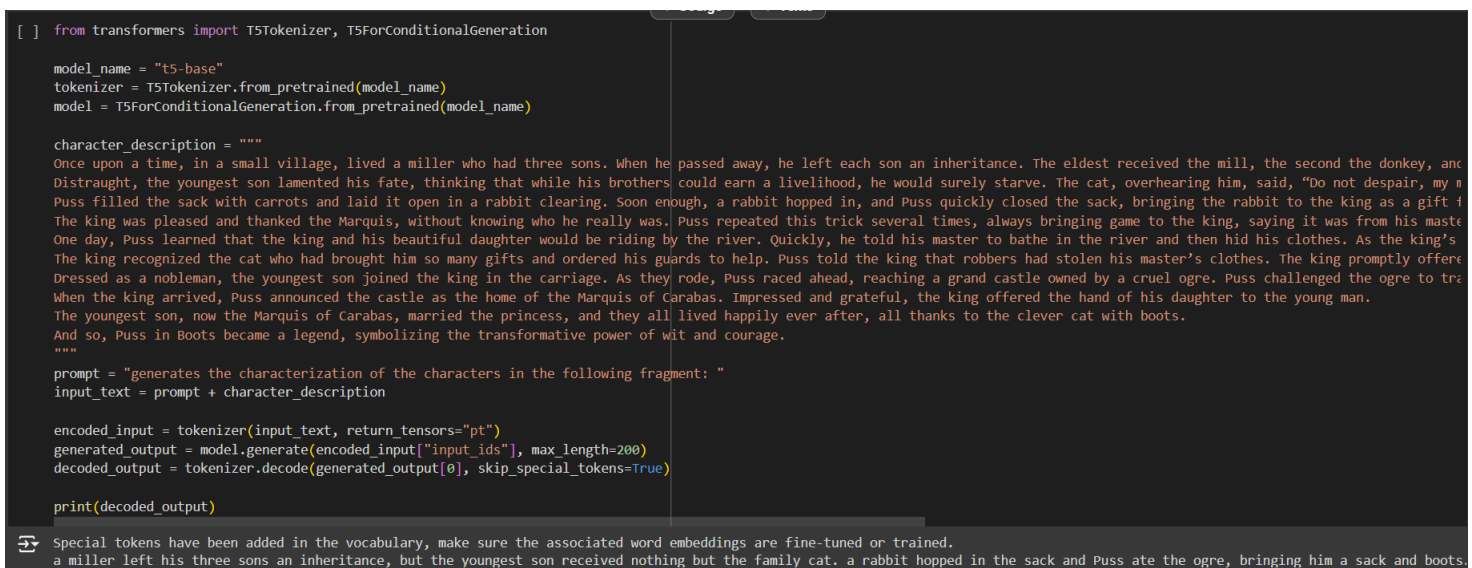 [ ] from transformers import T5Tokenizer, T5ForConditionalGeneration
model_name = "t5-base"
tokenizer = T5Tokenizer.from_pretrained(model_name)
model = T5ForConditionalGeneration.from_pretrained(model_name)
character_description = """
Once upon a time, in a small village, lived a miller who had three sons. When he passed away, he left each son an inheritance. The eldest received the mill, the second the donkey, and
Distraught, the youngest son lamented his fate, thinking that while his brothers could earn a livelihood, he would surely starve. The cat, overhearing him, said, “Do not despair, my
Puss filled the sack with carrots and laid it open in a rabbit clearing. Soon enough, a rabbit hopped in, and Puss quickly closed the sack, bringing the rabbit to the king as a gift
The king was pleased and thanked the Marquis, without knowing who he really was. Puss repeated this trick several times, always bringing game to the king, saying it was from his maste
One day, Puss learned that the king and his beautiful daughter would be riding by the river. Quickly, he told his master to bathe in the river and then hid his clothes. As the king’s
The king recognized the cat who had brought him so many gifts and ordered his guards to help. Puss told the king that robbers had stolen his master’s clothes. The king promptly offere
Dressed as a nobleman, the youngest son joined the king in the carriage. As they rode, Puss raced ahead, reaching a grand castle owned by a cruel ogre. Puss challenged the ogre to tra
When the king arrived, Puss announced the castle as the home of the Marquis of Carabas. Impressed and grateful, the king offered the hand of his daughter to the young man.
The youngest son, now the Marquis of Carabas, married the princess, and they all lived happily ever after, all thanks to the clever cat with boots.
And so, Puss in Boots became a legend, symbolizing the transformative power of wit and courage.
"""
prompt = "generates the characterization of the characters in the following fragment: "
input_text = prompt + character_description
encoded_input = tokenizer(input_text, return_tensors="pt")
generated_output = model.generate(encoded_input["input_ids"], max_length=200)
decoded_output = tokenizer.decode(generated_output[0], skip_special_tokens=True)
print(decoded_output)
Special tokens have been added in the vocabulary, make sure the associated word embeddings are fine-tuned or trained.
a miller left his three sons an inheritance, but the youngest son received nothing but the family cat. a rabbit hopped in the sack and Puss ate the ogre, bringing him a sack and boots.